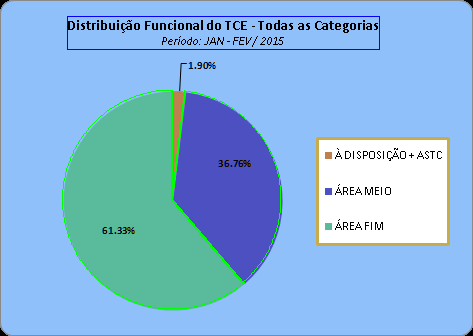 Distribuição Funcional do TCE - Todas as Categorias
Período: JAN - FEV / 2015
1.90%
36.76%
61.33%
À DISPOSIÇÃO + ASTC
ÁREA MEIO
ÁREA FIM